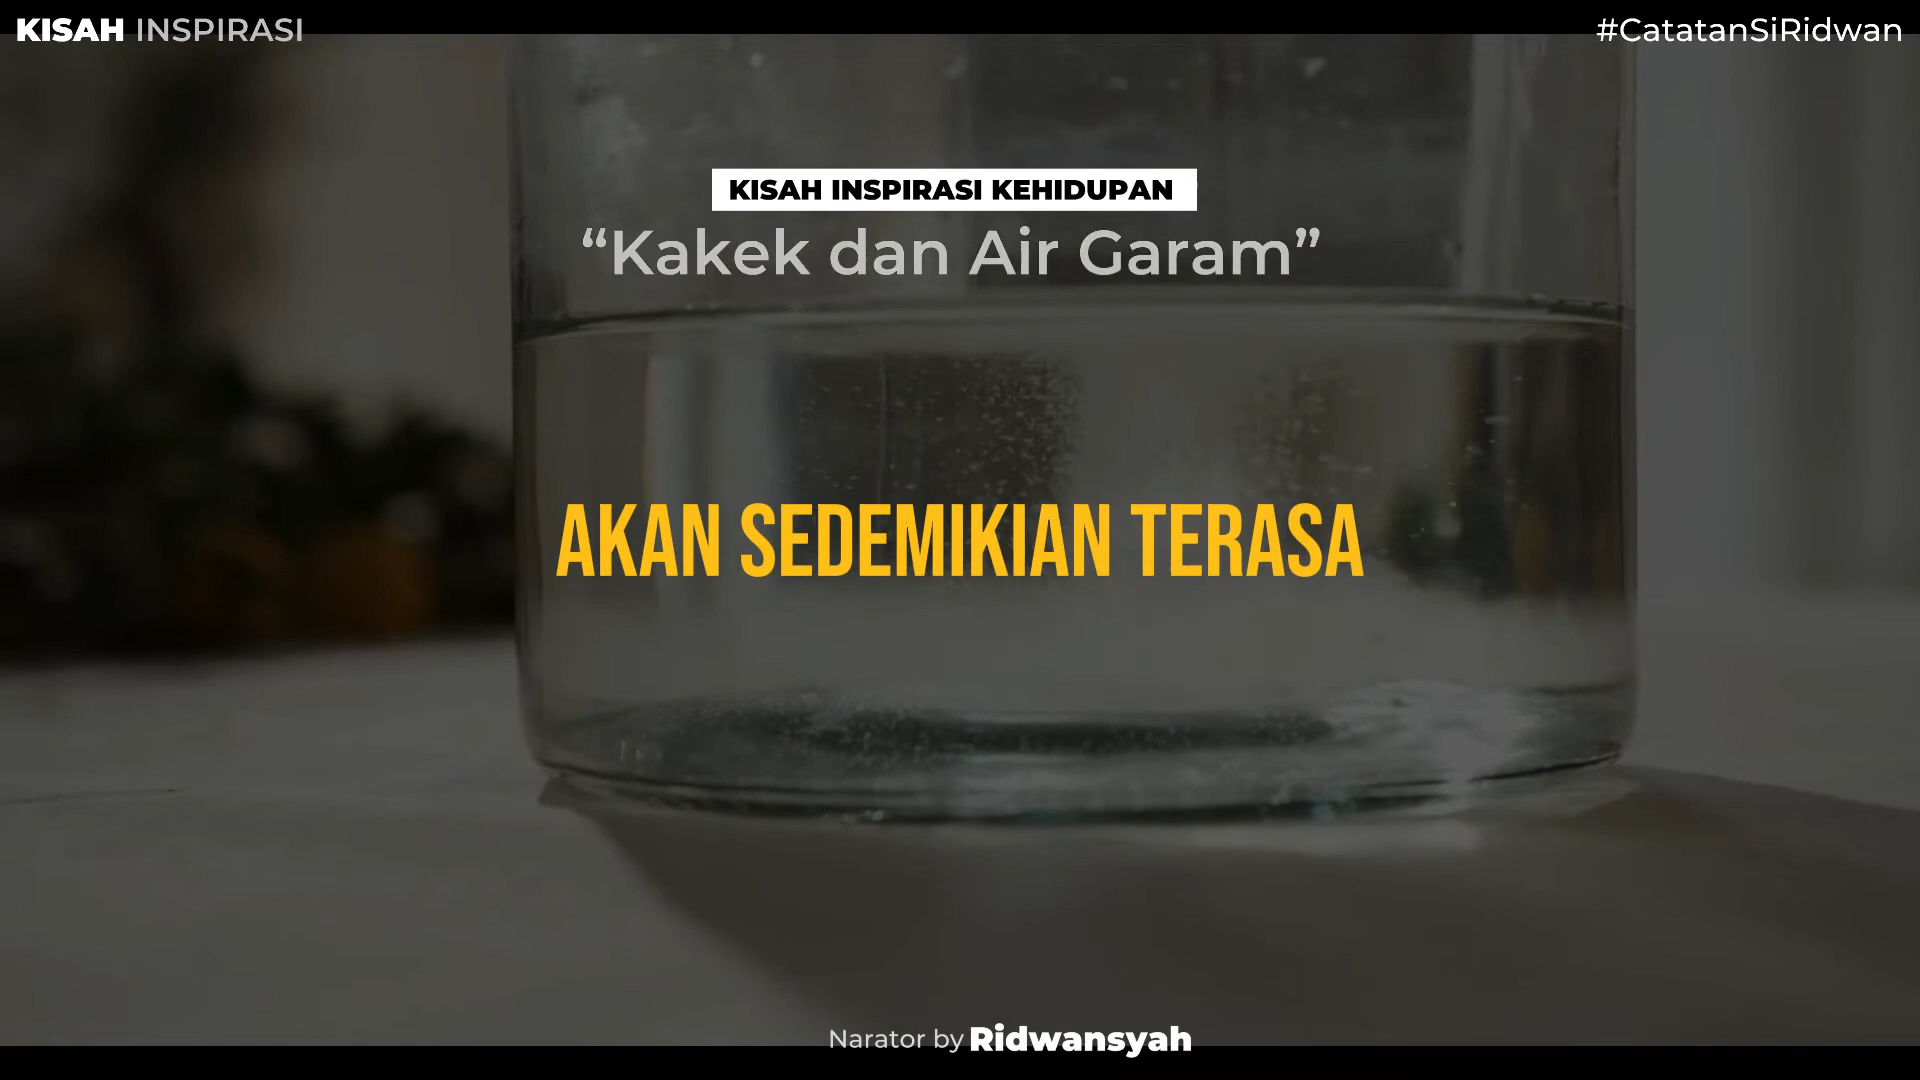 KISAH INSPIRASI
#CatatanSiRidwan
KISAH INSPIRASI KEHIDUPAN
“Kakek dan Air Garam”
AKAN SEDEMIKIAN TERASA
Narator by Ridwansyah